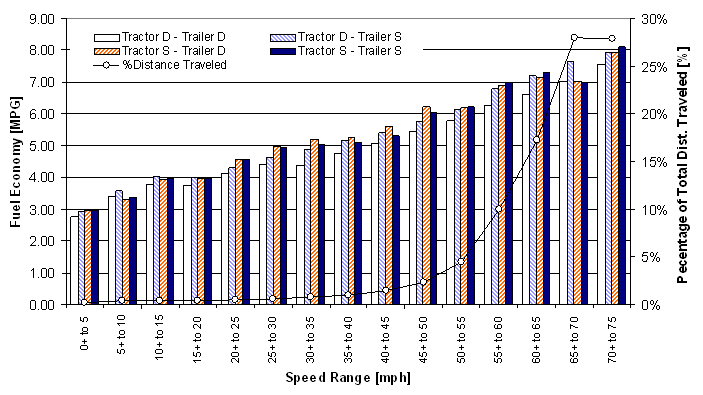 9.00
8.00
7.00
6.00
5.00
4.00
3.00
2.00
1.00
0.00
Fuel Economy [MPG]
Tractor D - Trailer D
Tractor D - Trailer S
Tractor S - Trailer D
Tractor S - Trailer S
%Distance Traveled
30%
25%
20%
15%
10%
5%
0%
Pecentage of Total Dist. Traveled [%]
0+ to 5
5+ to 10
10+ to 15
15+ to 20
20+ to 25
25+ to 30
30+ to 35
35+ to 40
40+ to 45
45+ to 50
50+ to 55
55+ to 60
60+ to 65
65+ to 70
70+ to 75
Speed Range [mph]